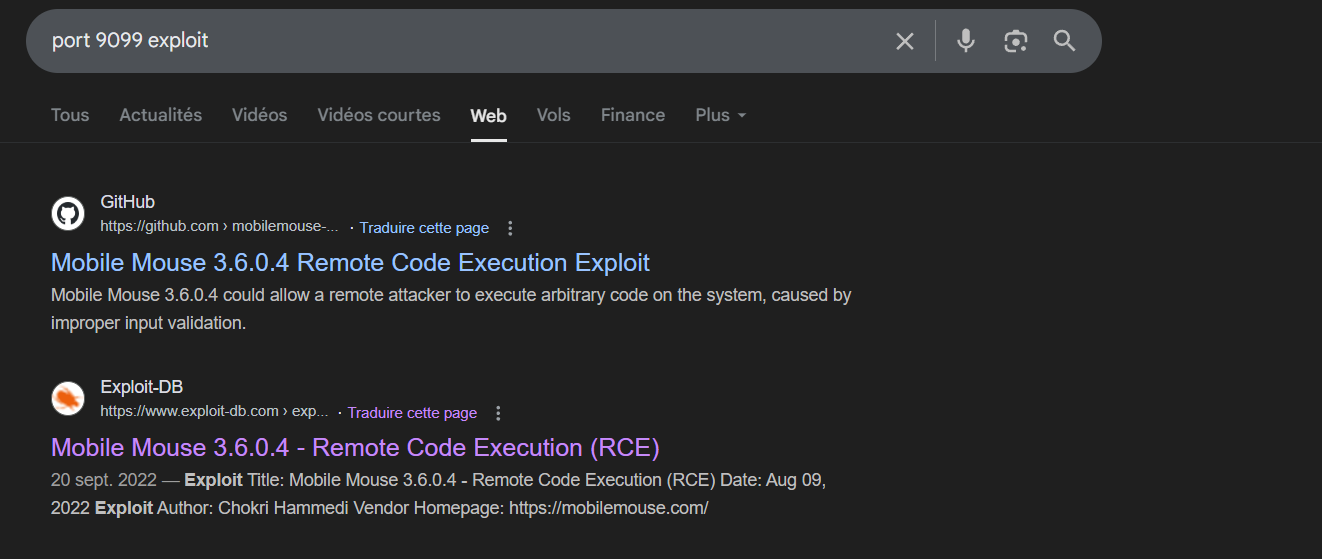 port 9099 exploit
Tous Actualités Vidéos Vidéos courtes Web Vols Finance Plus
GitHub
https://github.com › mobilemouse-... · Traduire cette page
Mobile Mouse 3.6.0.4 Remote Code Execution Exploit
Mobile Mouse 3.6.0.4 could allow a remote attacker to execute arbitrary code on the system, caused by
improper input validation.
Exploit-DB
https://www.exploit-db.com › exp... · Traduire cette page
Mobile Mouse 3.6.0.4 - Remote Code Execution (RCE)
20 sept. 2022 — Exploit Title: Mobile Mouse 3.6.0.4 - Remote Code Execution (RCE) Date: Aug 09,
2022 Exploit Author: Chokri Hammedi Vendor Homepage: https://mobilemouse.com/